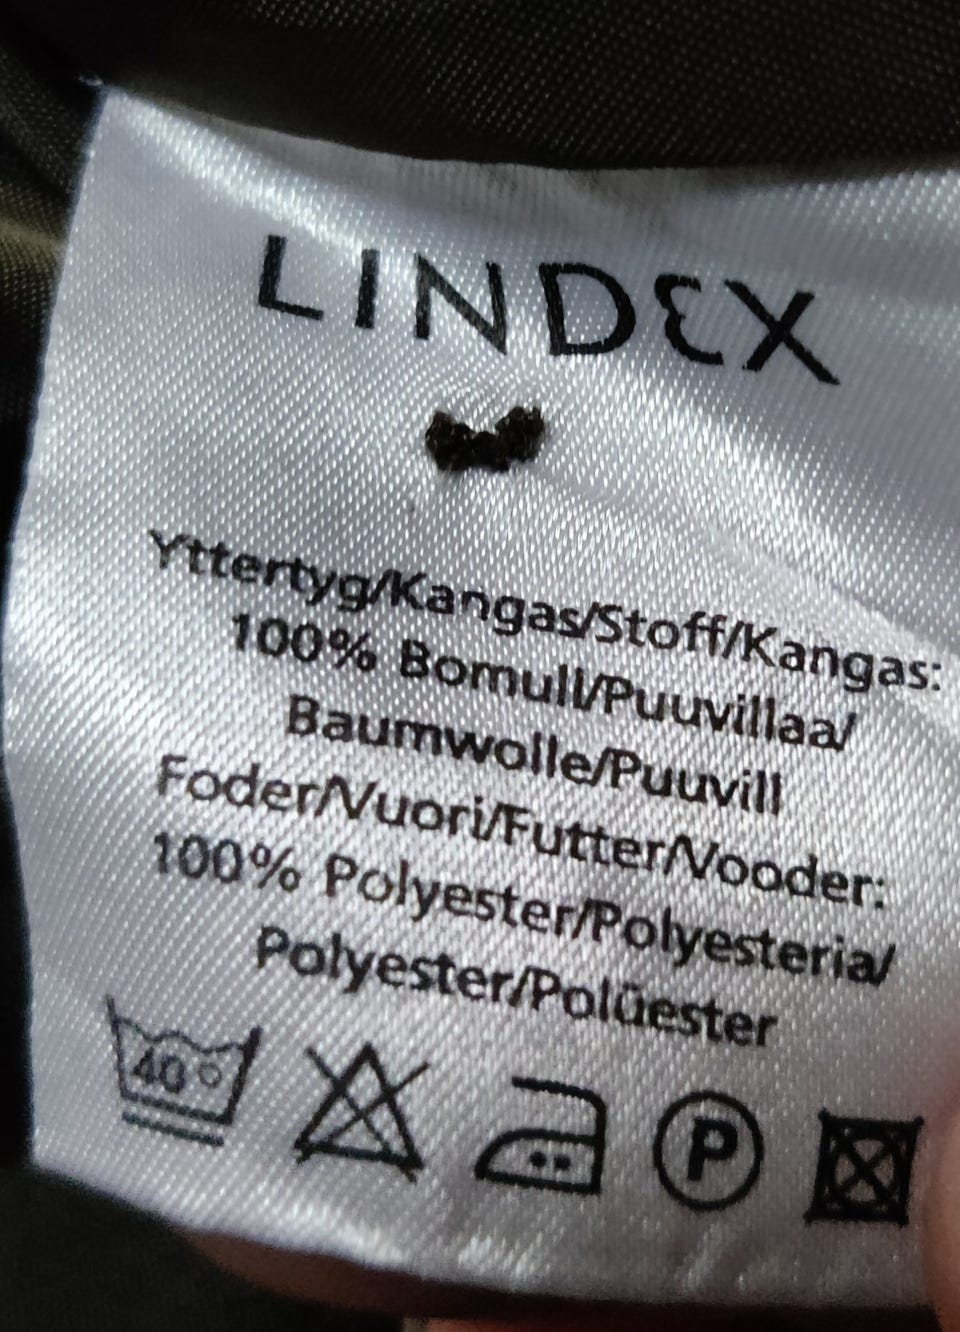 LINDEX
Yttertyg/Kangas/Stoff/Kangas:
100% Bomull/Puuvillaa/
Baumwolle/Puuvill
Foder/Vuori/Futter/Vooder:
100% Polyester/Polyesteria/
Polyester/Polüester
40°
P